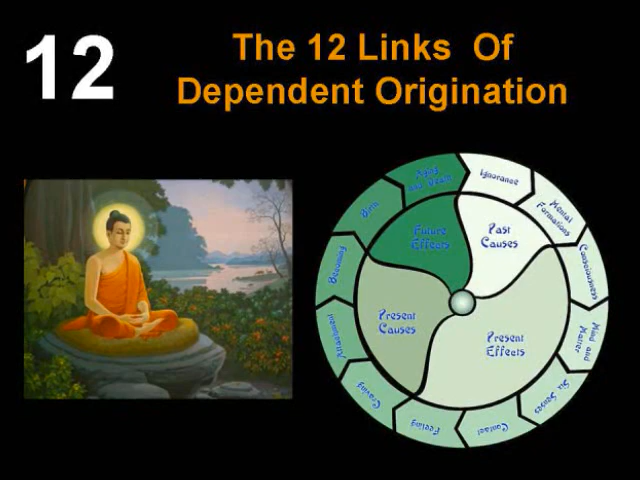 12
The 12 Links Of
Dependent Origination
Aging
and Death
Ignorance
Mental
Formations
Consciousness
Mind and
Matter
Six Senses
Contact
Feeling
Craving
Attachment
Becoming
Birth
Future
Effects
Past
Causes
Present
Causes
Present
Effects